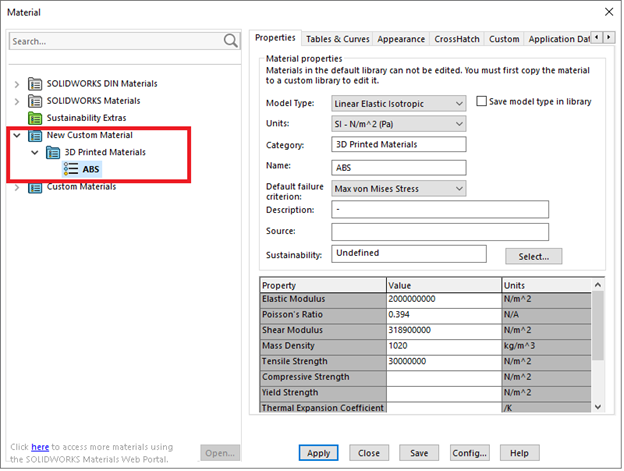 Material
Search...
SOLIDWORKS DIN Materials
SOLIDWORKS Materials
Sustainability Extras
New Custom Material
3D Printed Materials
ABS
Custom Materials
Click here to access more materials using
the SOLIDWORKS Materials Web Portal.
Open...
Properties Tables & Curves Appearance CrossHatch Custom Application Dat
Material properties
Materials in the default library can not be edited. You must first copy the material
to a custom library to edit it.
Model Type: Linear Elastic Isotropic Save model type in library
Units: SI - N/m^2 (Pa)
Category: 3D Printed Materials
Name: ABS
Default failure
criterion: Max von Mises Stress
Description: -
Source:
Sustainability: Undefined Select...
Property Value Units
Elastic Modulus 2000000000 N/m^2
Poisson's Ratio 0.394 N/A
Shear Modulus 318900000 N/m^2
Mass Density 1020 kg/m^3
Tensile Strength 30000000 N/m^2
Compressive Strength N/m^2
Yield Strength N/m^2
Thermal Expansion Coefficient /K
Apply Close Save Config... Help